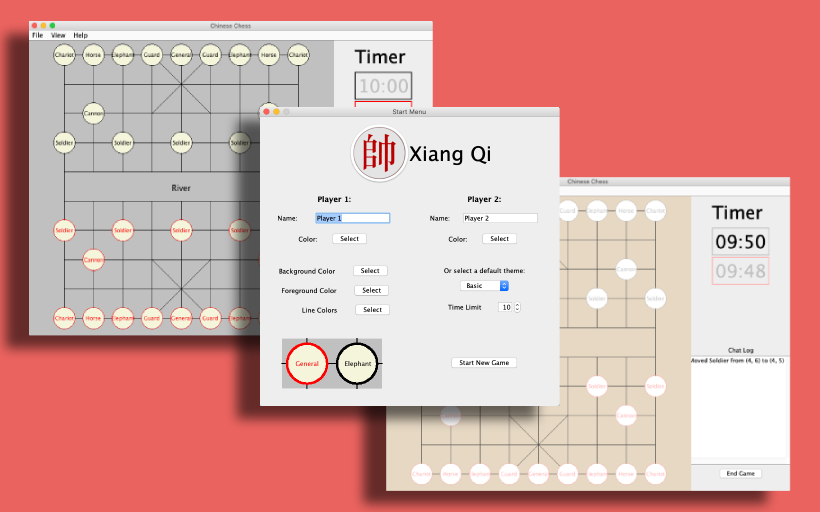 Chinese Chess
File View Help
Chariot Horse Elephant Guard General Guard Elephant Horse Chariot
Timer
10:00
Cannon
Soldier Soldier Soldier Soldier
River
Soldier Soldier Soldier Soldier
Cannon
Chariot Horse Elephant Guard General Guard
Start Menu
帥 Xiang Qi
Player 1: Player 2:
Name: Player 1 Name: Player 2
Color: Select Color: Select
Background Color Select Or select a default theme:
Foreground Color Select Basic
Line Colors Select Time Limit 10
General Elephant Start New Game
Chinese Chess
Guard Elephant Horse Chariot
Timer
09:50
09:48
Cannon
Soldier Soldier
Chat Log
Moved Soldier from (4, 6) to (4, 5)
Soldier Soldier
Cannon Cannon
Chariot Horse Elephant Guard General Guard Elephant Horse Chariot
End Game